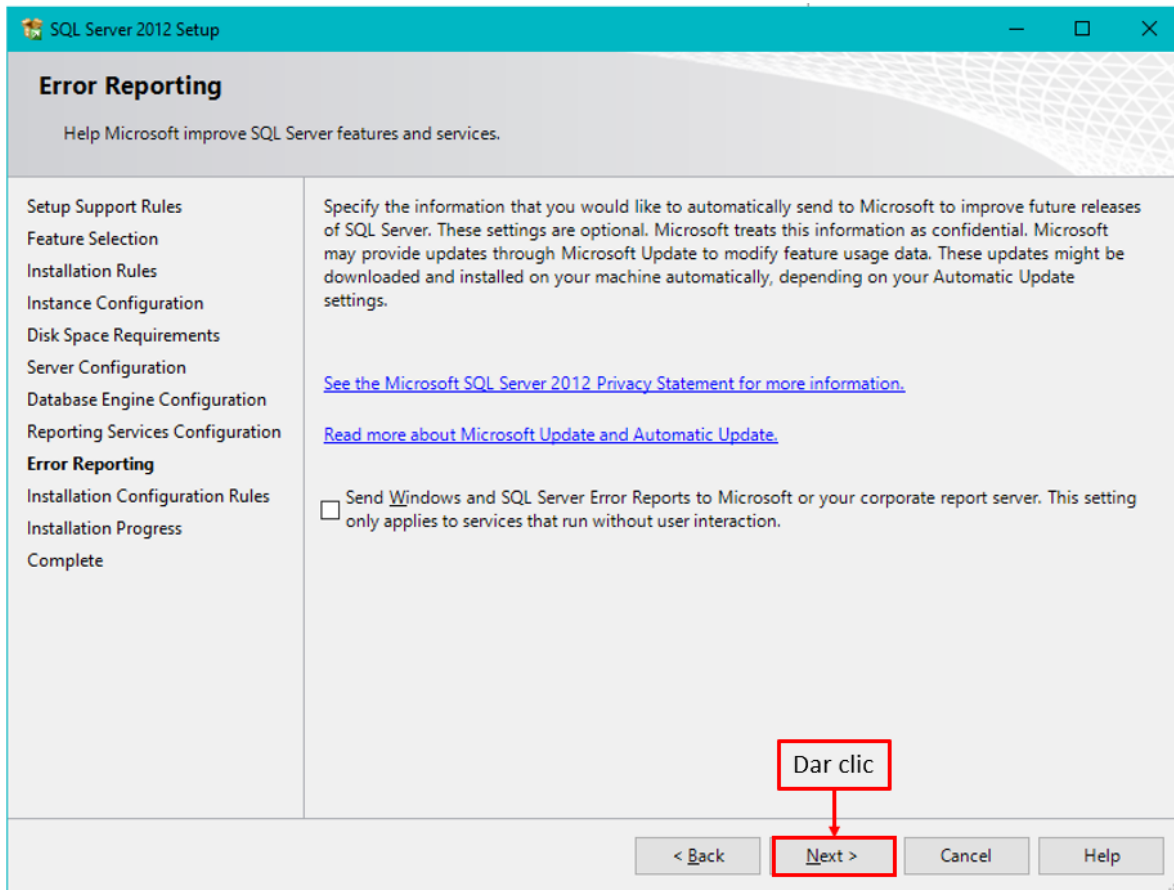 SQL Server 2012 Setup
Error Reporting
Help Microsoft improve SQL Server features and services.
Setup Support Rules
Feature Selection
Installation Rules
Instance Configuration
Disk Space Requirements
Server Configuration
Database Engine Configuration
Reporting Services Configuration
Error Reporting
Installation Configuration Rules
Installation Progress
Complete
Specify the information that you would like to automatically send to Microsoft to improve future releases
of SQL Server. These settings are optional. Microsoft treats this information as confidential. Microsoft
may provide updates through Microsoft Update to modify feature usage data. These updates might be
downloaded and installed on your machine automatically, depending on your Automatic Update
settings.
See the Microsoft SQL Server 2012 Privacy Statement for more information.
Read more about Microsoft Update and Automatic Update.
Send Windows and SQL Server Error Reports to Microsoft or your corporate report server. This setting
only applies to services that run without user interaction.
Dar clic
< Back
Next >
Cancel
Help